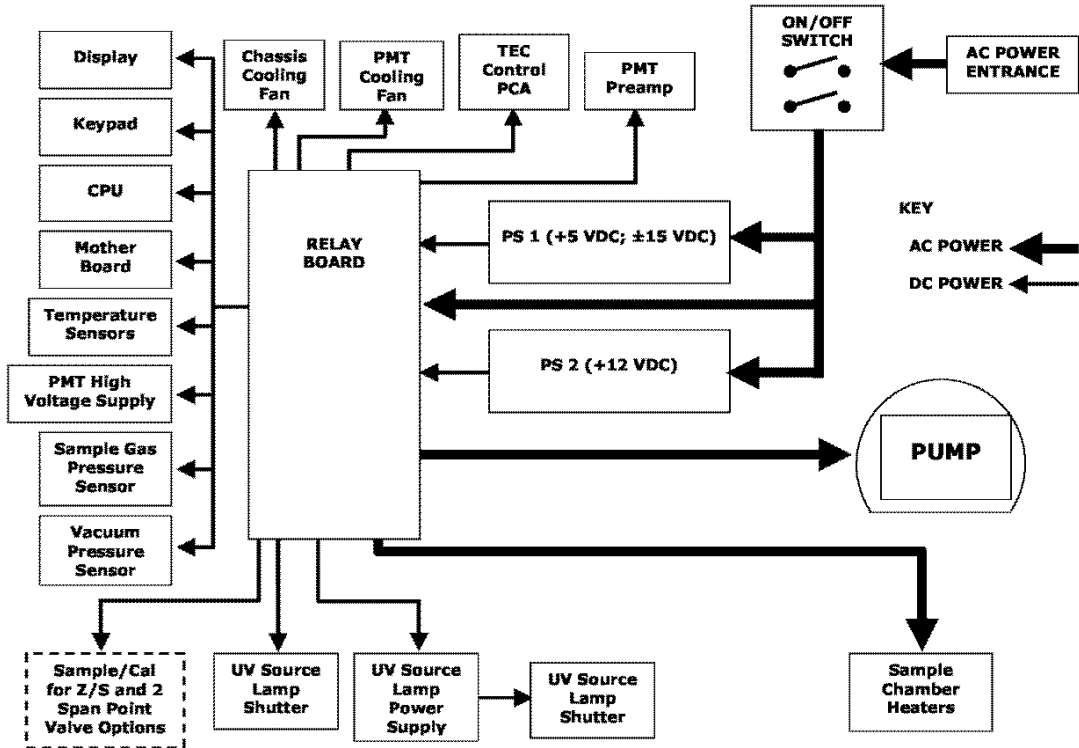 Display
Keypad
CPU
Mother
Board
Temperature
Sensors
PMT High
Voltage Supply
Sample Gas
Pressure
Sensor
Vacuum
Pressure
Sensor
Chassis
Cooling
Fan
PMT
Cooling
Fan
TEC
Control
PCA
PMT
Preamp
ON/OFF
SWITCH
AC POWER
ENTRANCE
RELAY
BOARD
PS 1 (+5 VDC; ±15 VDC)
PS 2 (+12 VDC)
KEY
AC POWER
DC POWER
PUMP
Sample/Cal
for Z/S and 2
Span Point
Valve Options
UV Source
Lamp
Shutter
UV Source
Lamp
Power
Supply
UV Source
Lamp
Shutter
Sample
Chamber
Heaters